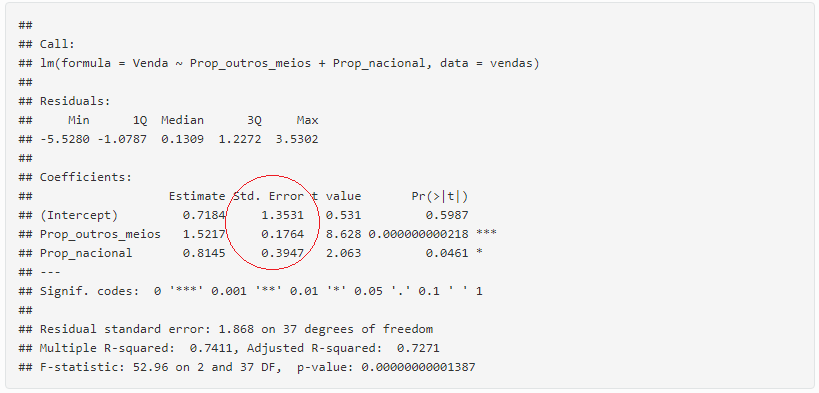 ##
## Call:
## lm(formula = Venda ~ Prop_outros_meios + Prop_nacional, data = vendas)
##
## Residuals:
##     Min      1Q  Median      3Q     Max
## -5.5280 -1.0787  0.1309  1.2272  3.5302
##
## Coefficients:
##                   Estimate Std. Error t value       Pr(>|t|)
## (Intercept)         0.7184     1.3531   0.531         0.5987
## Prop_outros_meios   1.5217     0.1764   8.628 0.000000000218 ***
## Prop_nacional       0.8145     0.3947   2.063         0.0461 *
## ---
## Signif. codes:  0 '***' 0.001 '**' 0.01 '*' 0.05 '.' 0.1 ' ' 1
##
## Residual standard error: 1.868 on 37 degrees of freedom
## Multiple R-squared:  0.7411, Adjusted R-squared:  0.7271
## F-statistic: 52.96 on 2 and 37 DF,  p-value: 0.00000000001387